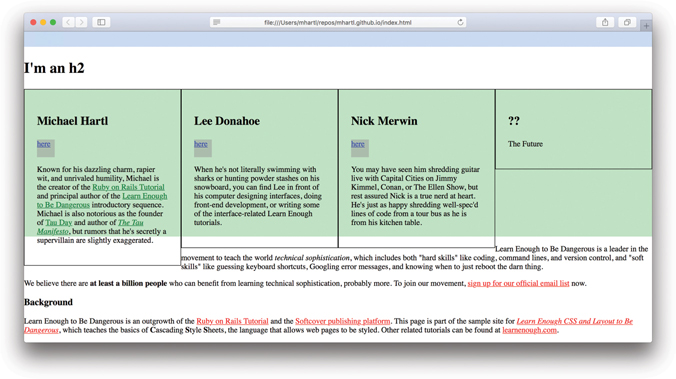 file:///Users/mhartl/repos/mhartl.github.io/index.html
I'm an h2
Michael Hartl
here
Known for his dazzling charm, rapier
wit, and unrivaled humility, Michael is
the creator of the Ruby on Rails Tutorial
and principal author of the Learn Enough
to Be Dangerous introductory sequence.
Michael is also notorious as the founder
of Tau Day and author of The Tau
Manifesto, but rumors that he's secretly a
supervillain are slightly exaggerated.
Lee Donahoe
here
When he's not literally swimming with
sharks or hunting powder stashes on his
snowboard, you can find Lee in front of
his computer designing interfaces, doing
front-end development, or writing some
of the interface-related Learn Enough
tutorials.
Nick Merwin
here
You may have seen him shredding guitar
live with Capital Cities on Jimmy
Kimmel, Conan, or The Ellen Show, but
rest assured Nick is a true nerd at heart.
He's just as happy shredding well-spec'd
lines of code from a tour bus as he is
from his kitchen table.
??
The Future
Learn Enough to Be Dangerous is a leader in the
movement to teach the world technical sophistication, which includes both "hard skills" like coding, command lines, and version control, and "soft
skills" like guessing keyboard shortcuts, Googling error messages, and knowing when to just reboot the darn thing.
We believe there are at least a billion people who can benefit from learning technical sophistication, probably more. To join our movement, sign up for our official email list now.
Background
Learn Enough to Be Dangerous is an outgrowth of the Ruby on Rails Tutorial and the Softcover publishing platform. This page is part of the sample site for Learn Enough CSS and Layout to Be
Dangerous, which teaches the basics of Cascading Style Sheets, the language that allows web pages to be styled. Other related tutorials can be found at learnenough.com.